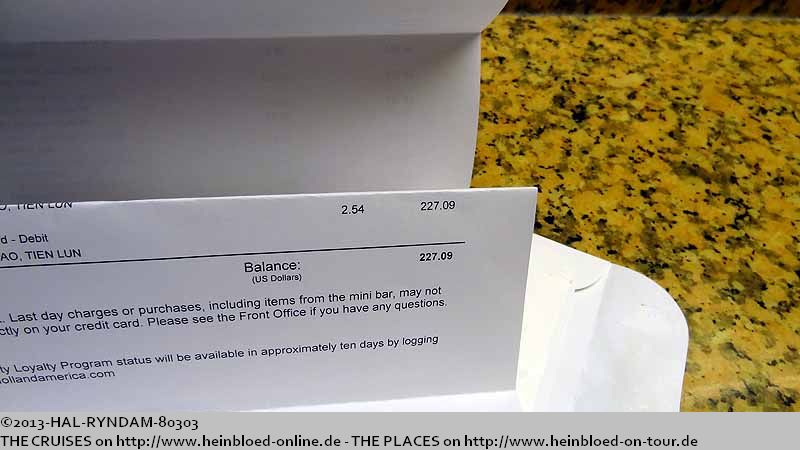 O, TIEN LUN
2.54 227.09
d - Debit
AO, TIEN LUN
Balance: 227.09
(US Dollars)
. Last day charges or purchases, including items from the mini bar, may not
ctly on your credit card. Please see the Front Office if you have any questions.
ty Loyalty Program status will be available in approximately ten days by logging
ollandamerica.com
©2013-HAL-RYNDAM-80303
THE CRUISES on http://www.heinbloed-online.de - THE PLACES on http://www.heinbloed-on-tour.de